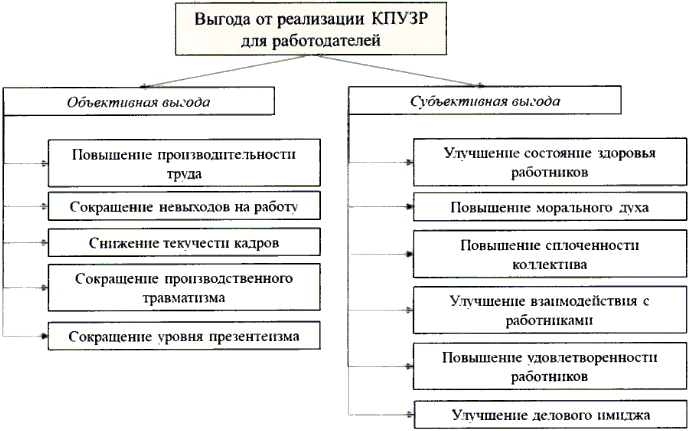 Выгода от реализации КПУЗР
для работодателей
Объективная выгода
Повышение производительности
труда
Сокращение невыходов на работу
Снижение текучести кадров
Сокращение производственного
травматизма
Сокращение уровня презентеизма
Субъективная выгода
Улучшение состояние здоровья
работников
Повышение морального духа
Повышение сплоченности
коллектива
Улучшение взаимодействия с
работниками
Повышение удовлетворенности
работников
Улучшение делового имиджа